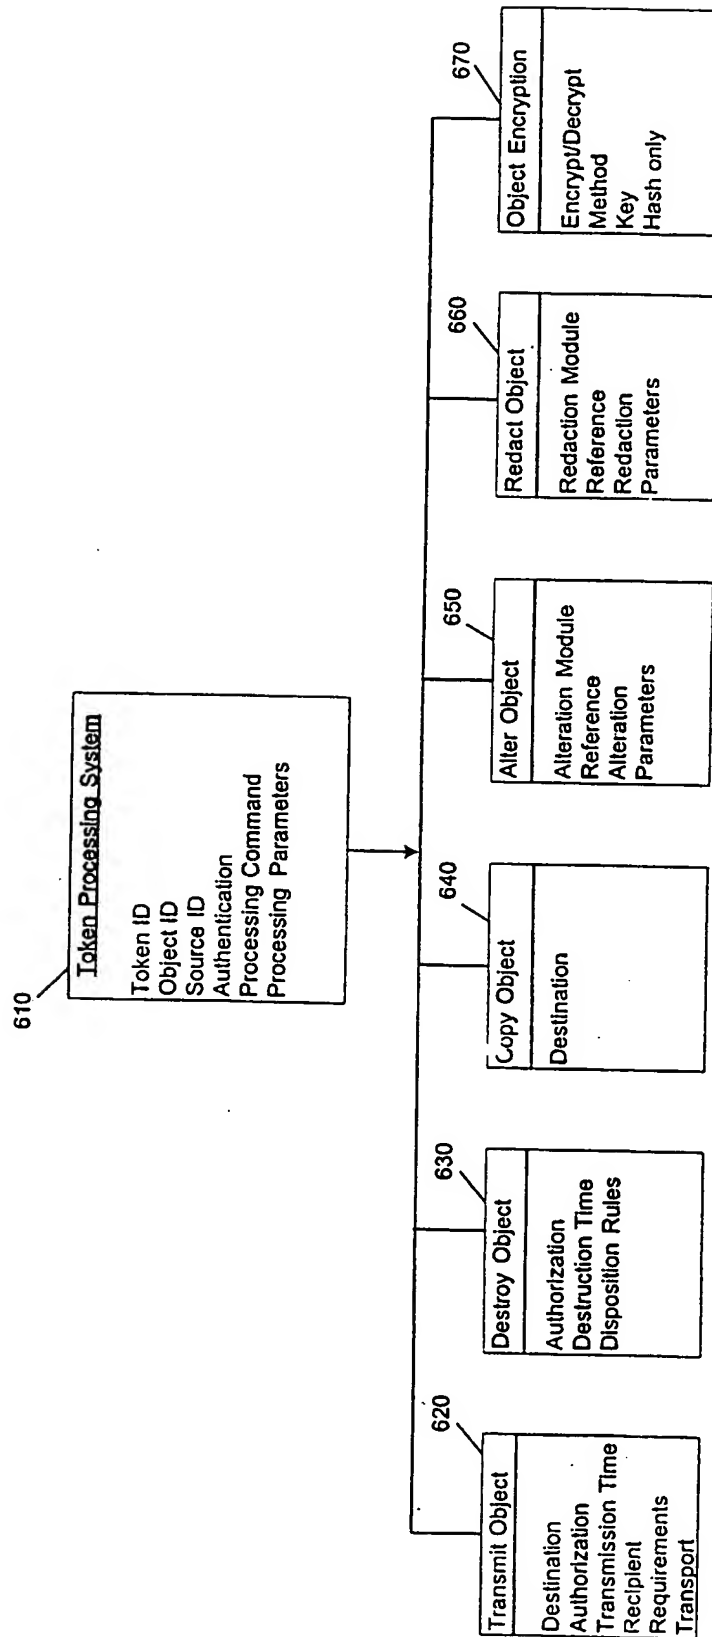 610
Token Processing System
Token ID
Object ID
Source ID
Authentication
Processing Command
Processing Parameters
620
Transmit Object
Destination
Authorization
Transmission Time
Recipient
Requirements
Transport
630
Destroy Object
Authorization
Destruction Time
Disposition Rules
640
Copy Object
Destination
650
Alter Object
Alteration Module
Reference
Alteration
Parameters
660
Redact Object
Redaction Module
Reference
Redaction
Parameters
670
Object Encryption
Encrypt/Decrypt
Method
Key
Hash only